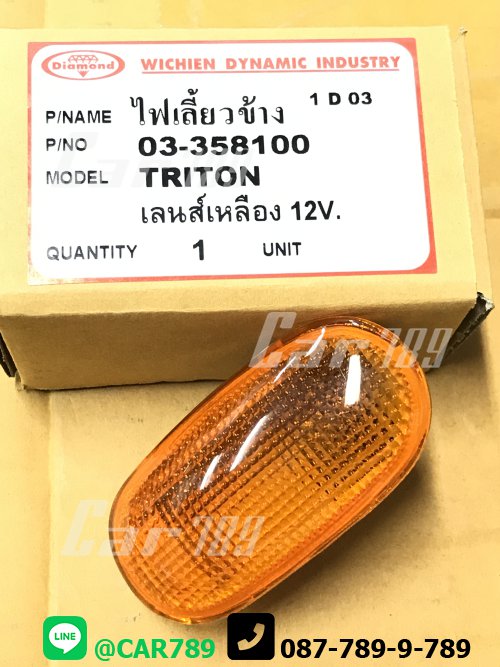 Diamond
WICHIEN DYNAMIC INDUSTRY
P/NAME ไฟเลี้ยวข้าง 1 D 03
P/NO 03-358100
MODEL TRITON
เลนส์เหลือง 12V.
QUANTITY 1 UNIT
Car789
Car789
LINE @CAR789 087-789-9-789